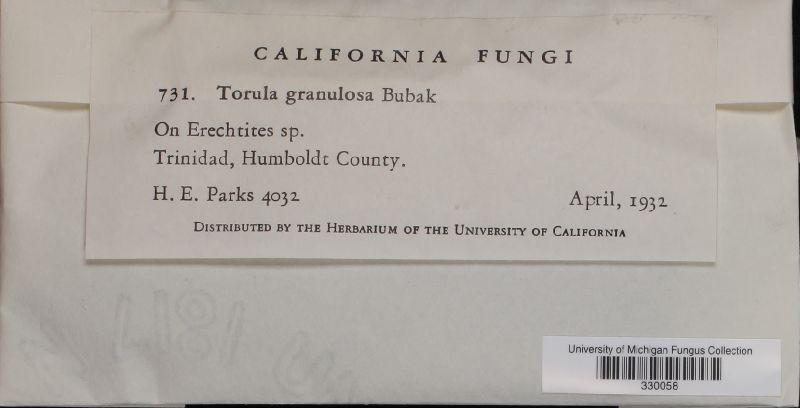 CALIFORNIA FUNGI
731. Torula granulosa Bubak
On Erechtites sp.
Trinidad, Humboldt County.
H. E. Parks 4032 April, 1932
Distributed by the Herbarium of the University of California
University of Michigan Fungus Collection
330058